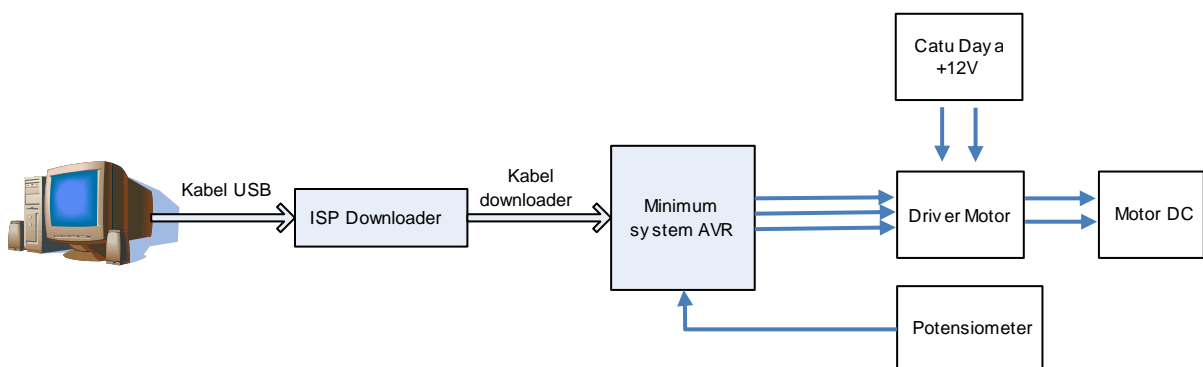 Catu Daya
+12V
Kabel USB
ISP Downloader
Kabel
downloader
Minimum
system AVR
Driver Motor
Motor DC
Potensiometer